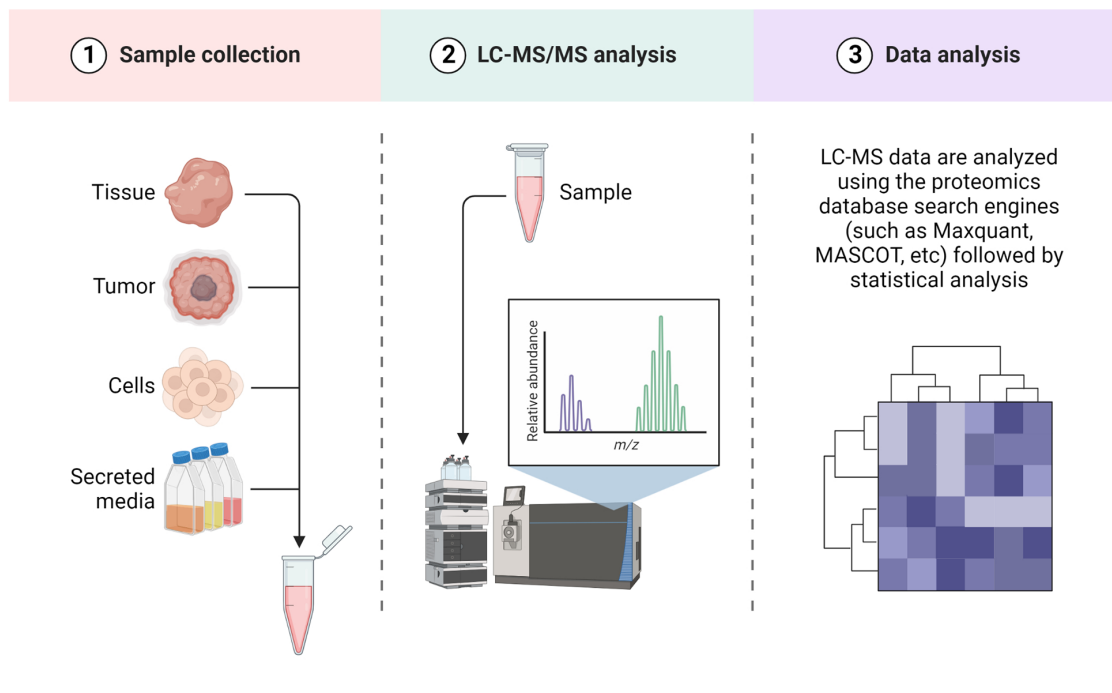 1 Sample collection
2 LC-MS/MS analysis
3 Data analysis
Tissue
Tumor
Cells
Secreted
media
Sample
Relative abundance
m/z
LC-MS data are analyzed
using the proteomics
database search engines
(such as Maxquant,
MASCOT, etc) followed by
statistical analysis